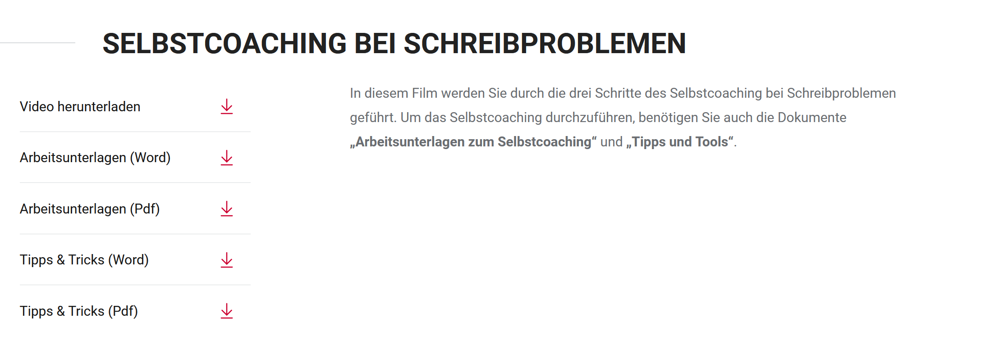 SELBSTCOACHING BEI SCHREIBPROBLEMEN
Video herunterladen
Arbeitsunterlagen (Word)
Arbeitsunterlagen (Pdf)
Tipps & Tricks (Word)
Tipps & Tricks (Pdf)
In diesem Film werden Sie durch die drei Schritte des Selbstcoaching bei Schreibproblemen
geführt. Um das Selbstcoaching durchzuführen, benötigen Sie auch die Dokumente
„Arbeitsunterlagen zum Selbstcoaching“ und „Tipps und Tools“.